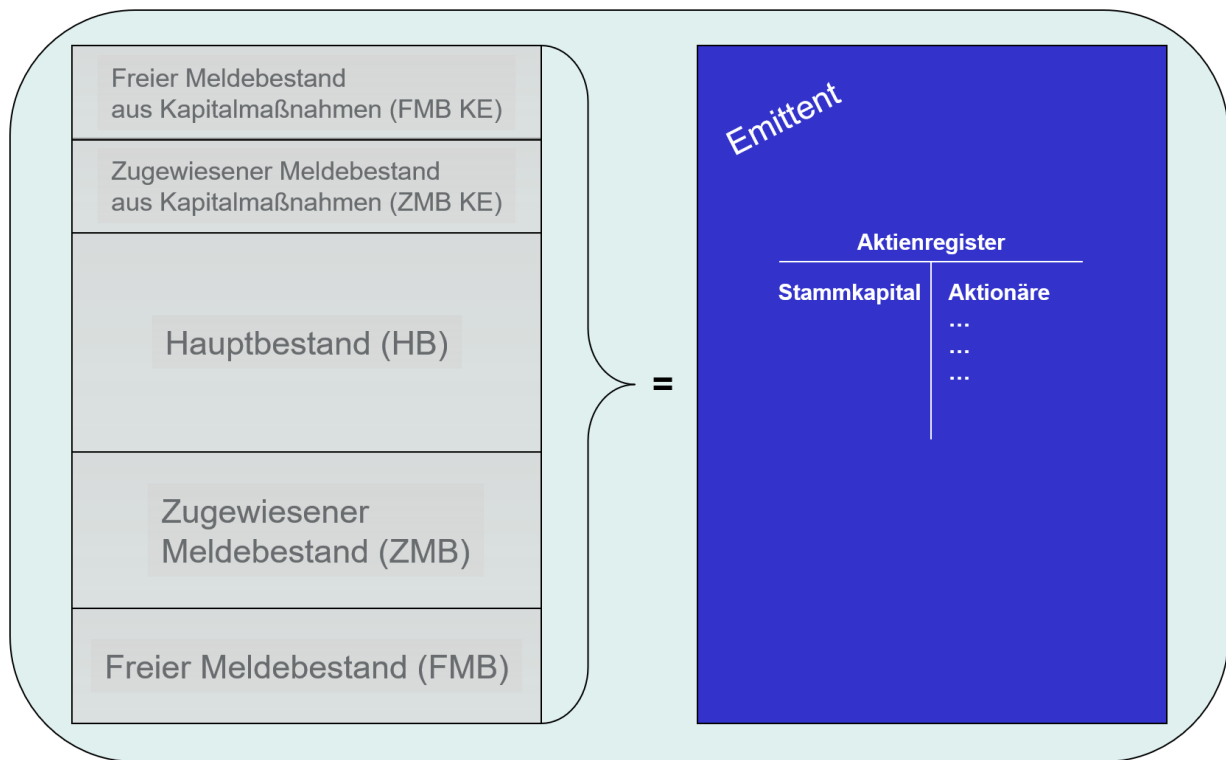 Freier Meldebestand
aus Kapitalmaßnahmen (FMB KE)
Zugewiesener Meldebestand
aus Kapitalmaßnahmen (ZMB KE)
Hauptbestand (HB)
Zugewiesener
Meldebestand (ZMB)
Freier Meldebestand (FMB)
=
Emittent
Aktienregister
Stammkapital
Aktionäre
...
...
...